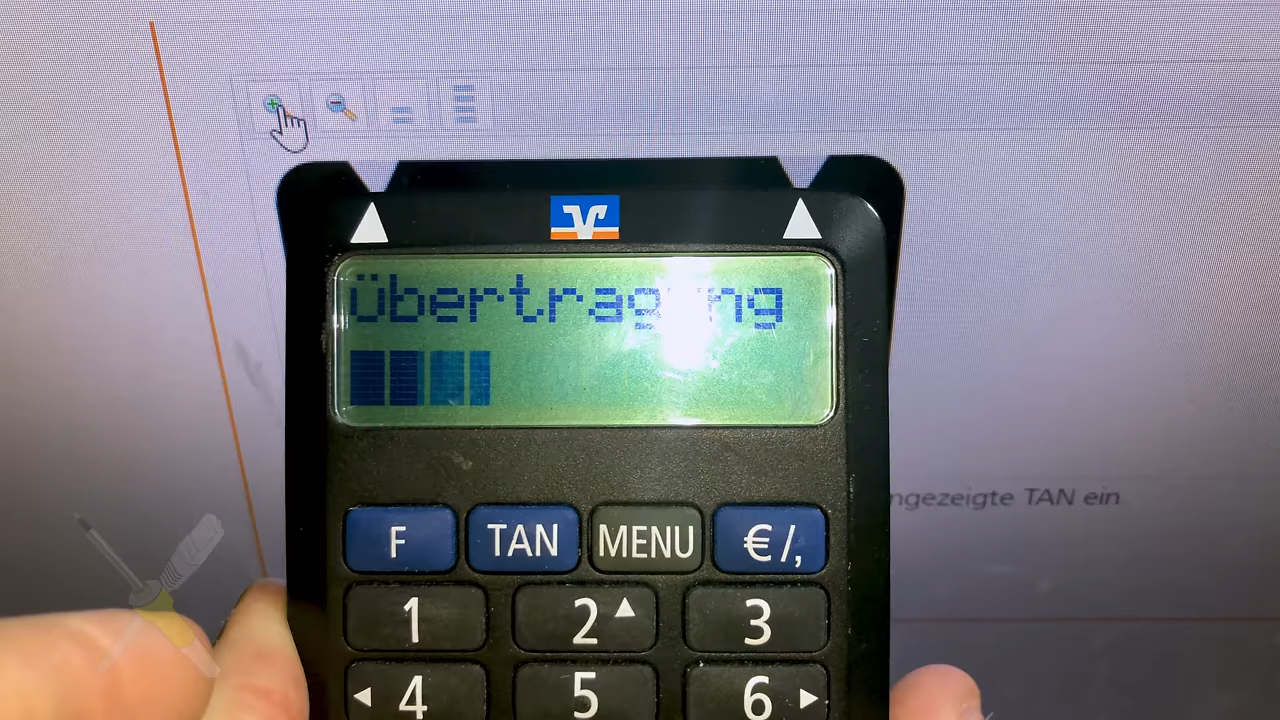 Übertragung
ngezeigte TAN ein
F TAN MENU €/,
1 2 3
4 5 6